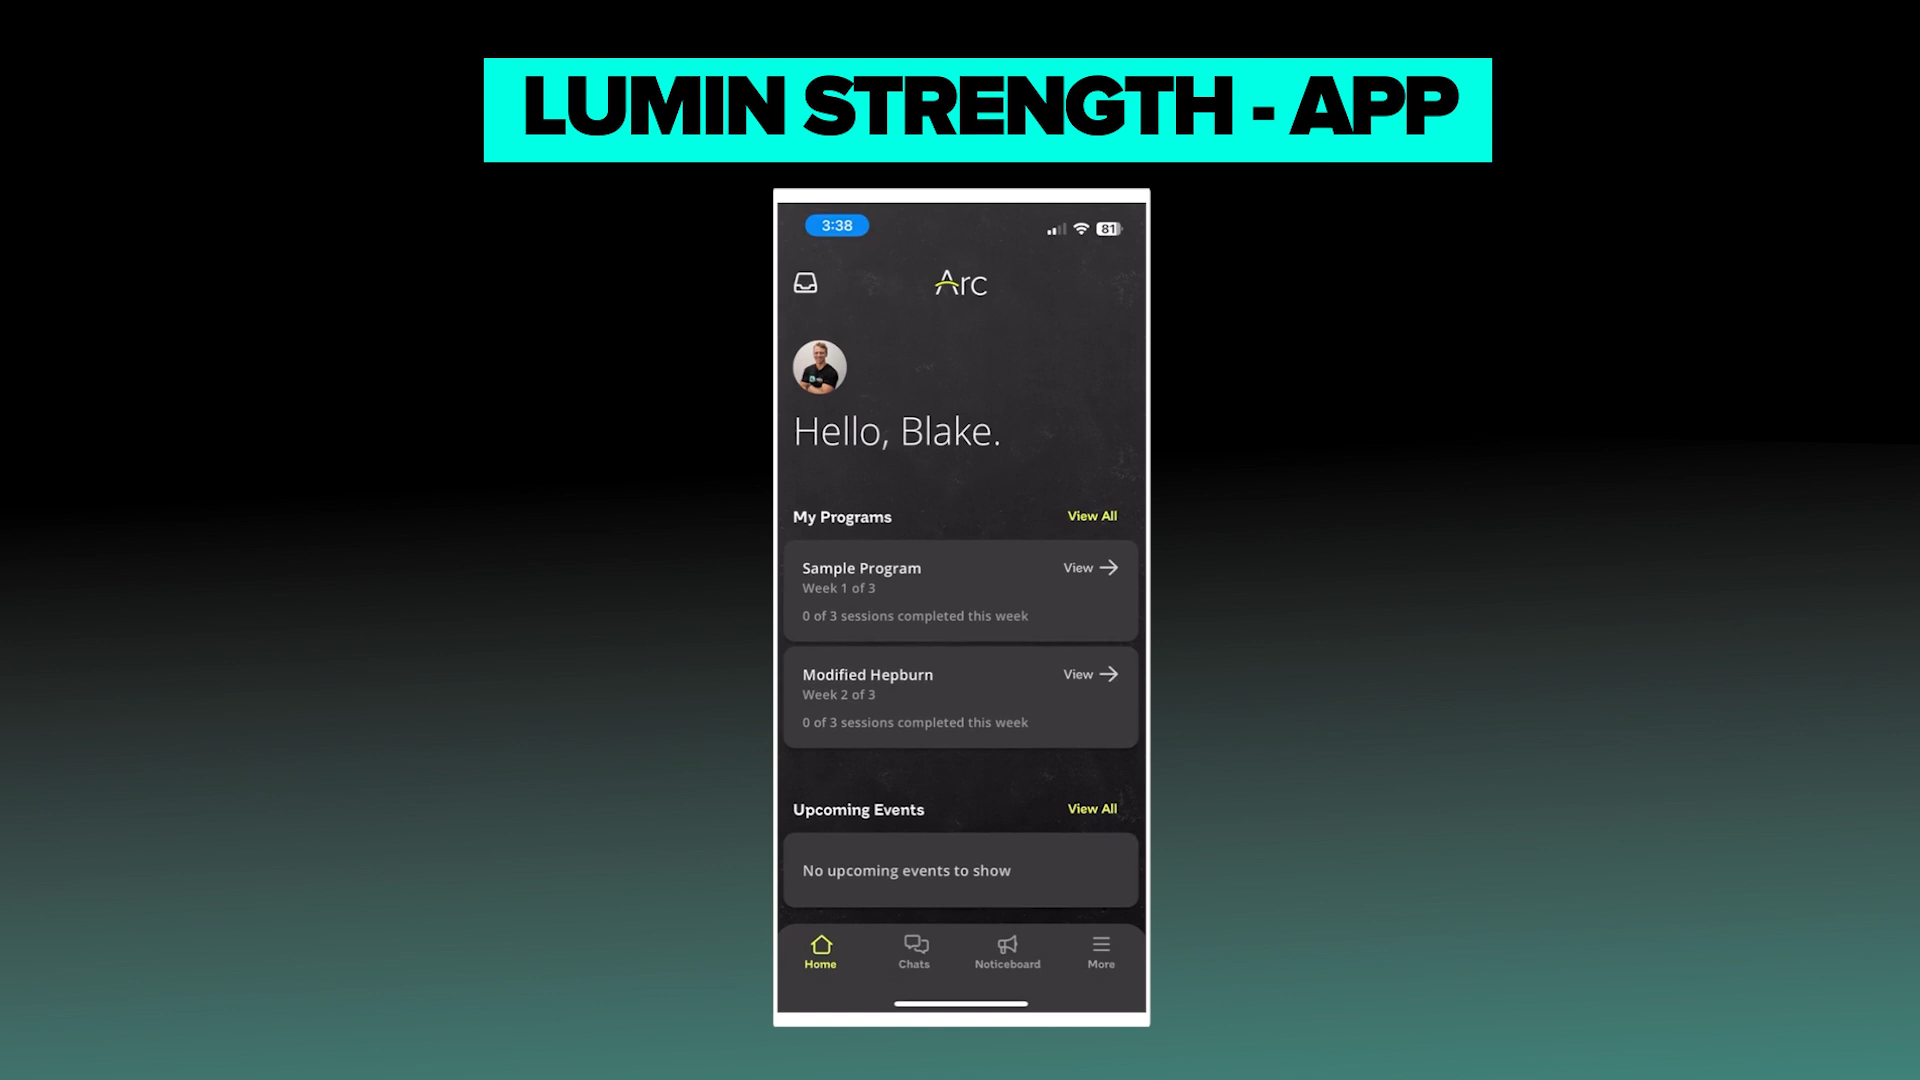 LUMIN STRENGTH - APP
3:38
81
Arc
Hello, Blake.
My Programs
View All
Sample Program
View
Week 1 of 3
0 of 3 sessions completed this week
Modified Hepburn
View
Week 2 of 3
0 of 3 sessions completed this week
Upcoming Events
View All
No upcoming events to show
Home
Chats
Noticeboard
More